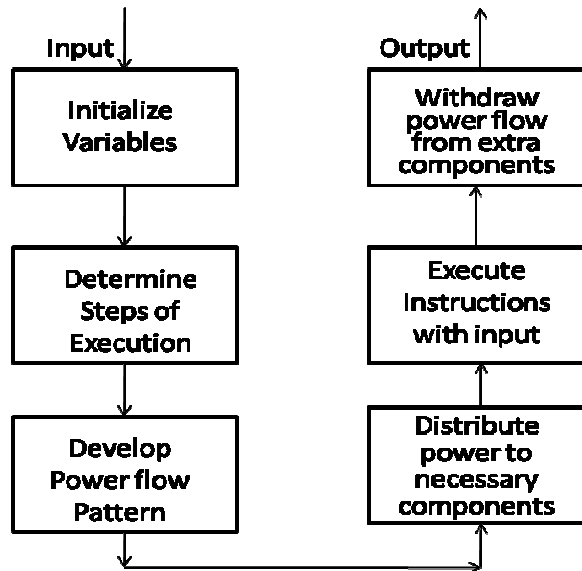 Input
Initialize
Variables
Determine
Steps of
Execution
Develop
Power flow
Pattern
Output
Withdraw
power flow
from extra
components
Execute
Instructions
with input
Distribute
power to
necessary
components